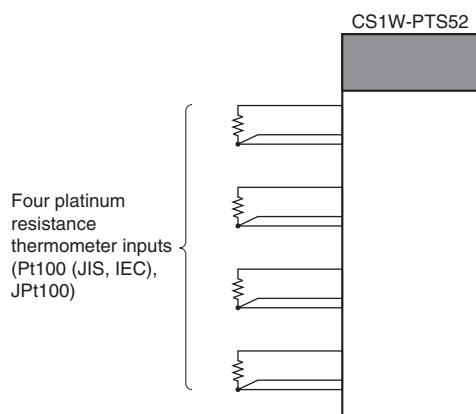 CS1W-PTS52
Four platinum
resistance
thermometer inputs
(Pt100 (JIS, IEC),
JPt100)